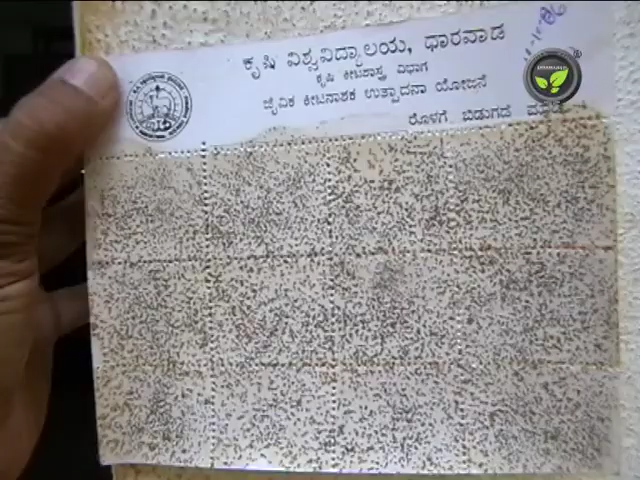 ಕೃಷಿ ವಿಶ್ವವಿದ್ಯಾಲಯ, ಧಾರವಾಡ
ಕೃಷಿ ಕೀಟಶಾಸ್ತ್ರ ವಿಭಾಗ
ಜೈವಿಕ ಕೀಟನಾಶಕ ಉತ್ಪಾದನಾ ಯೋಜನೆ
ರೊಳಗೆ ಬಿಡುಗಡೆ